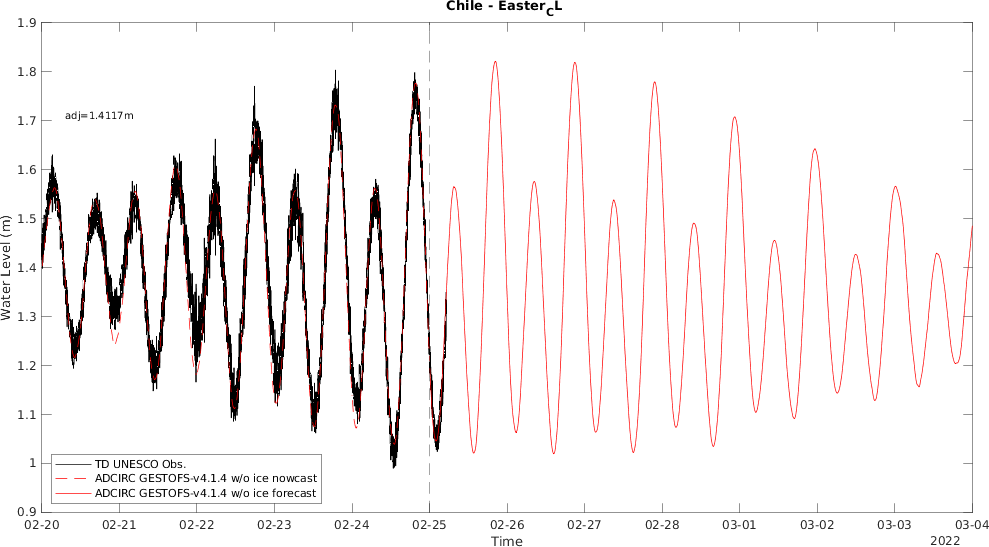 Chile - Easter_CL
1.9
1.8
1.7
1.6
1.5
1.4
1.3
1.2
1.1
1
0.9
Water Level (m)
adj=1.4117m
TD UNESCO Obs.
ADCIRC GESTOFS-v4.1.4 w/o ice nowcast
ADCIRC GESTOFS-v4.1.4 w/o ice forecast
02-20 02-21 02-22 02-23 02-24 02-25 02-26 02-27 02-28 03-01 03-02 03-03 03-04
Time
2022